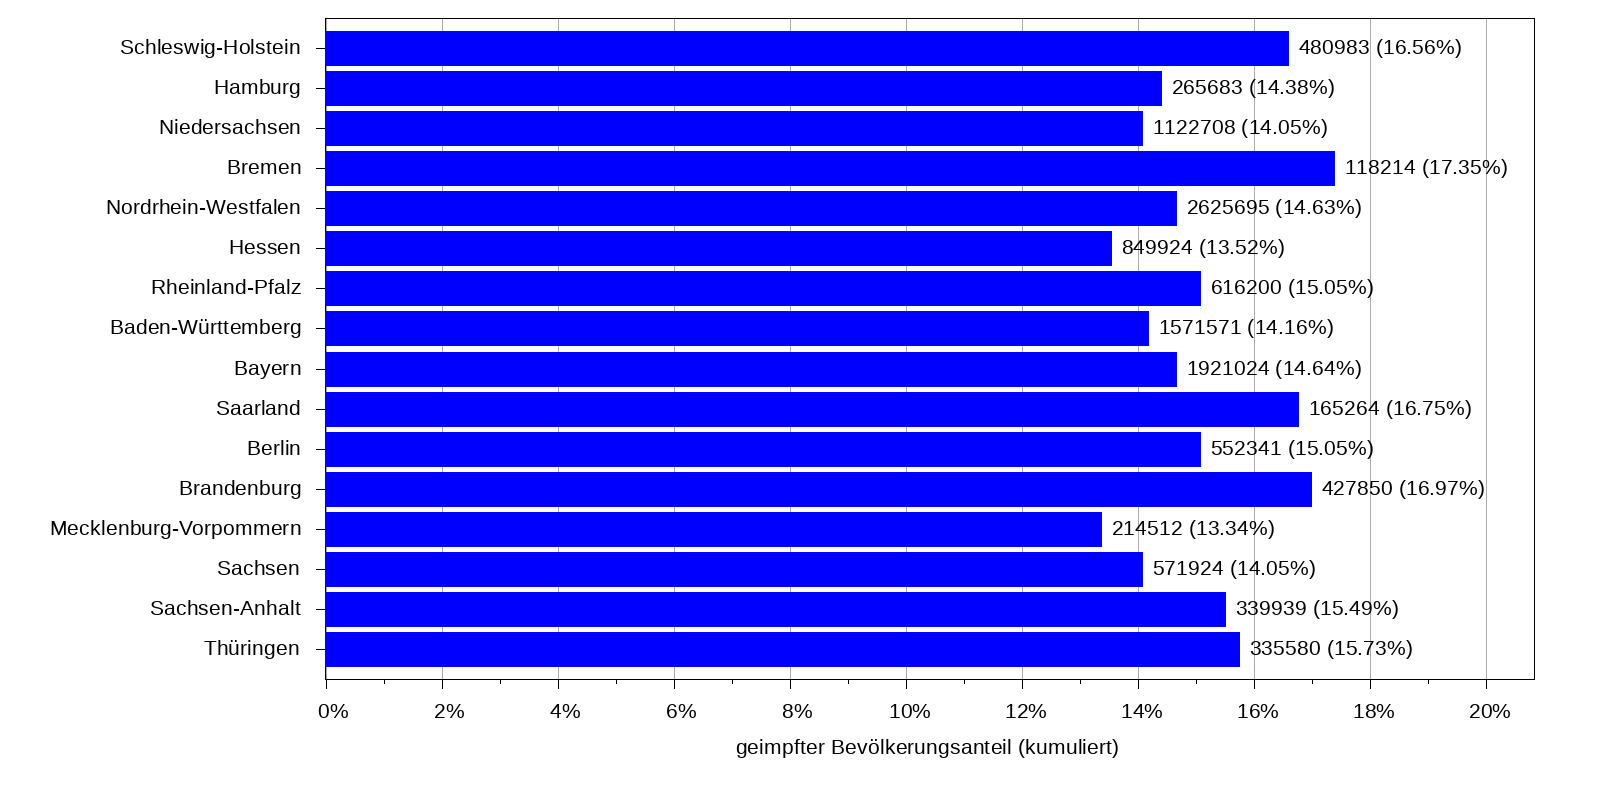 Schleswig-Holstein 480983 (16.56%)
Hamburg 265683 (14.38%)
Niedersachsen 1122708 (14.05%)
Bremen 118214 (17.35%)
Nordrhein-Westfalen 2625695 (14.63%)
Hessen 849924 (13.52%)
Rheinland-Pfalz 616200 (15.05%)
Baden-Württemberg 1571571 (14.16%)
Bayern 1921024 (14.64%)
Saarland 165264 (16.75%)
Berlin 552341 (15.05%)
Brandenburg 427850 (16.97%)
Mecklenburg-Vorpommern 214512 (13.34%)
Sachsen 571924 (14.05%)
Sachsen-Anhalt 339939 (15.49%)
Thüringen 335580 (15.73%)
0% 2% 4% 6% 8% 10% 12% 14% 16% 18% 20%
geimpfter Bevölkerungsanteil (kumuliert)